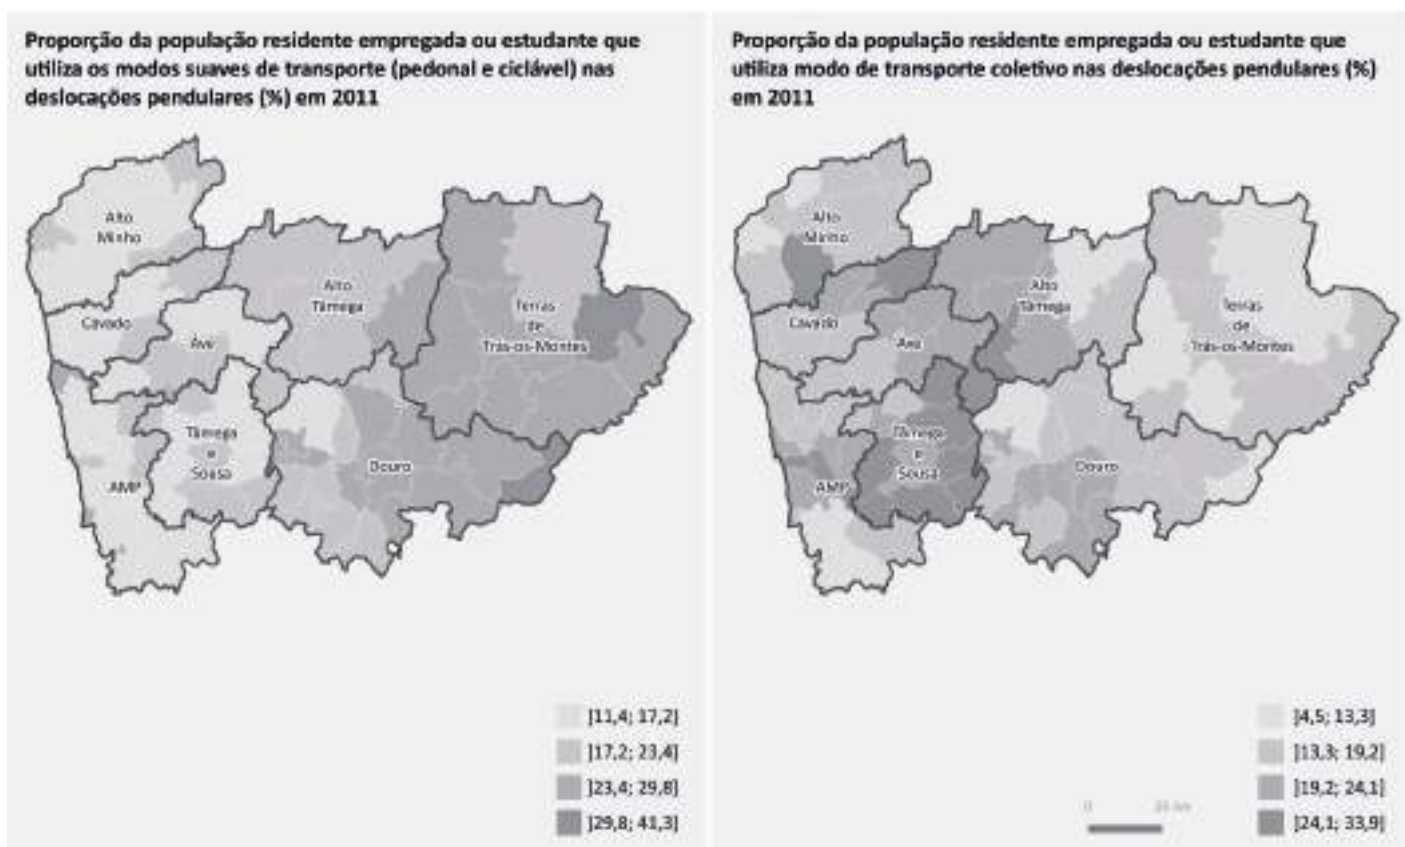 Proporção da população residente empregada ou estudante que
utiliza os modos suaves de transporte (pedonal e ciclável) nas
deslocações pendulares (%) em 2011
Alto
Minho
Cávado
Ave
Alto
Tâmega
Terras
de
Trás-os-Montes
Tâmega
e
Sousa
AMP
Douro
]11,4; 17,2]
]17,2; 23,4]
]23,4; 29,8]
]29,8; 41,3]
Proporção da população residente empregada ou estudante que
utiliza modo de transporte coletivo nas deslocações pendulares (%)
em 2011
Alto
Minho
Cávado
Ave
Alto
Tâmega
Terras
de
Trás-os-Montes
Tâmega
e
Sousa
AMP
Douro
]4,5; 13,3]
]13,3; 19,2]
]19,2; 24,1]
]24,1; 33,9]
0 km